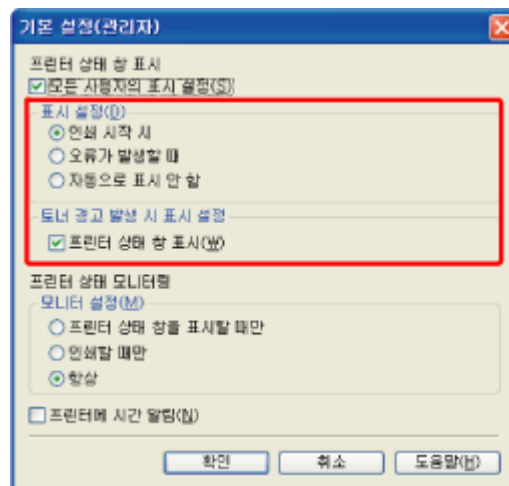 기본 설정(관리자)
프린터 상태 창 표시
모든 사용자의 표시 설정(S)
표시 설정(D)
인쇄 시작 시
오류가 발생할 때
자동으로 표시 안 함
토너 경고 발생 시 표시 설정
프린터 상태 창 표시(W)
프린터 상태 모니터링
모니터 설정(M)
프린터 상태 창을 표시할 때만
인쇄할 때만
항상
프린터에 시간 알림(N)
확인
취소
도움말(H)